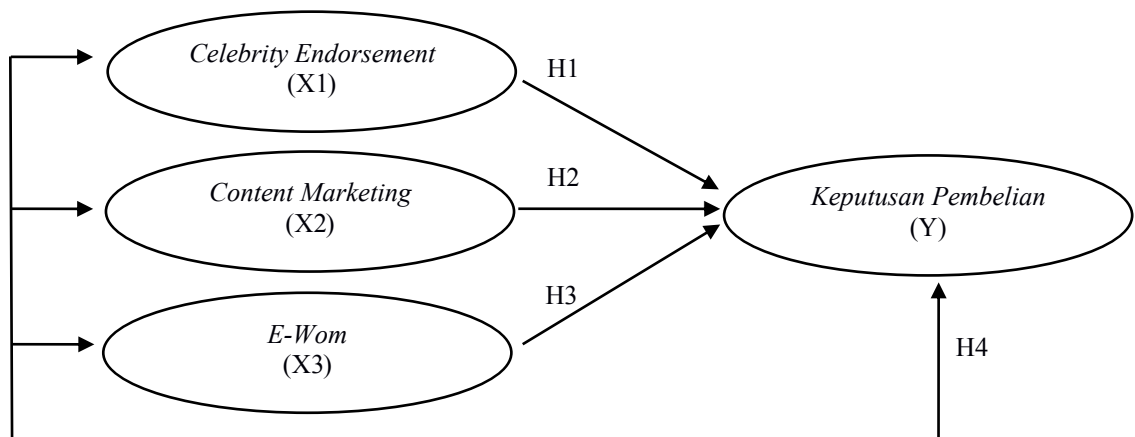 Celebrity Endorsement
(X1)
H1
Content Marketing
(X2)
H2
Keputusan Pembelian
(Y)
H3
E-Wom
(X3)
H4